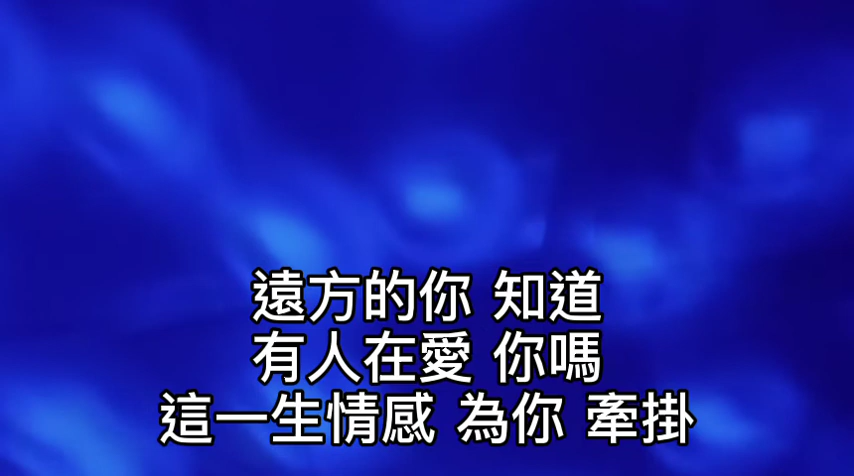 遠方的你 知道
有人在愛 你嗎
這一生情感 為你 牽掛